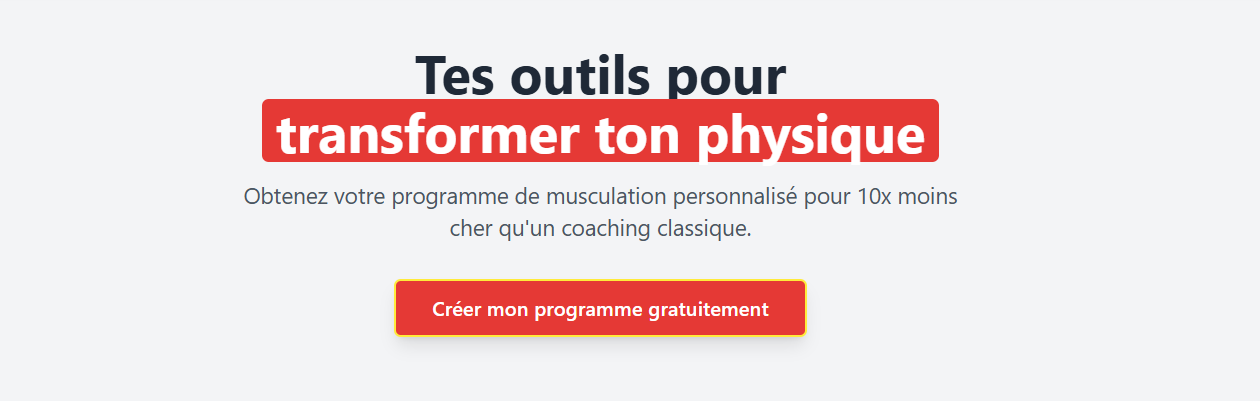 Tes outils pour
transformer ton physique
Obtenez votre programme de musculation personnalisé pour 10x moins
cher qu'un coaching classique.
Créer mon programme gratuitement